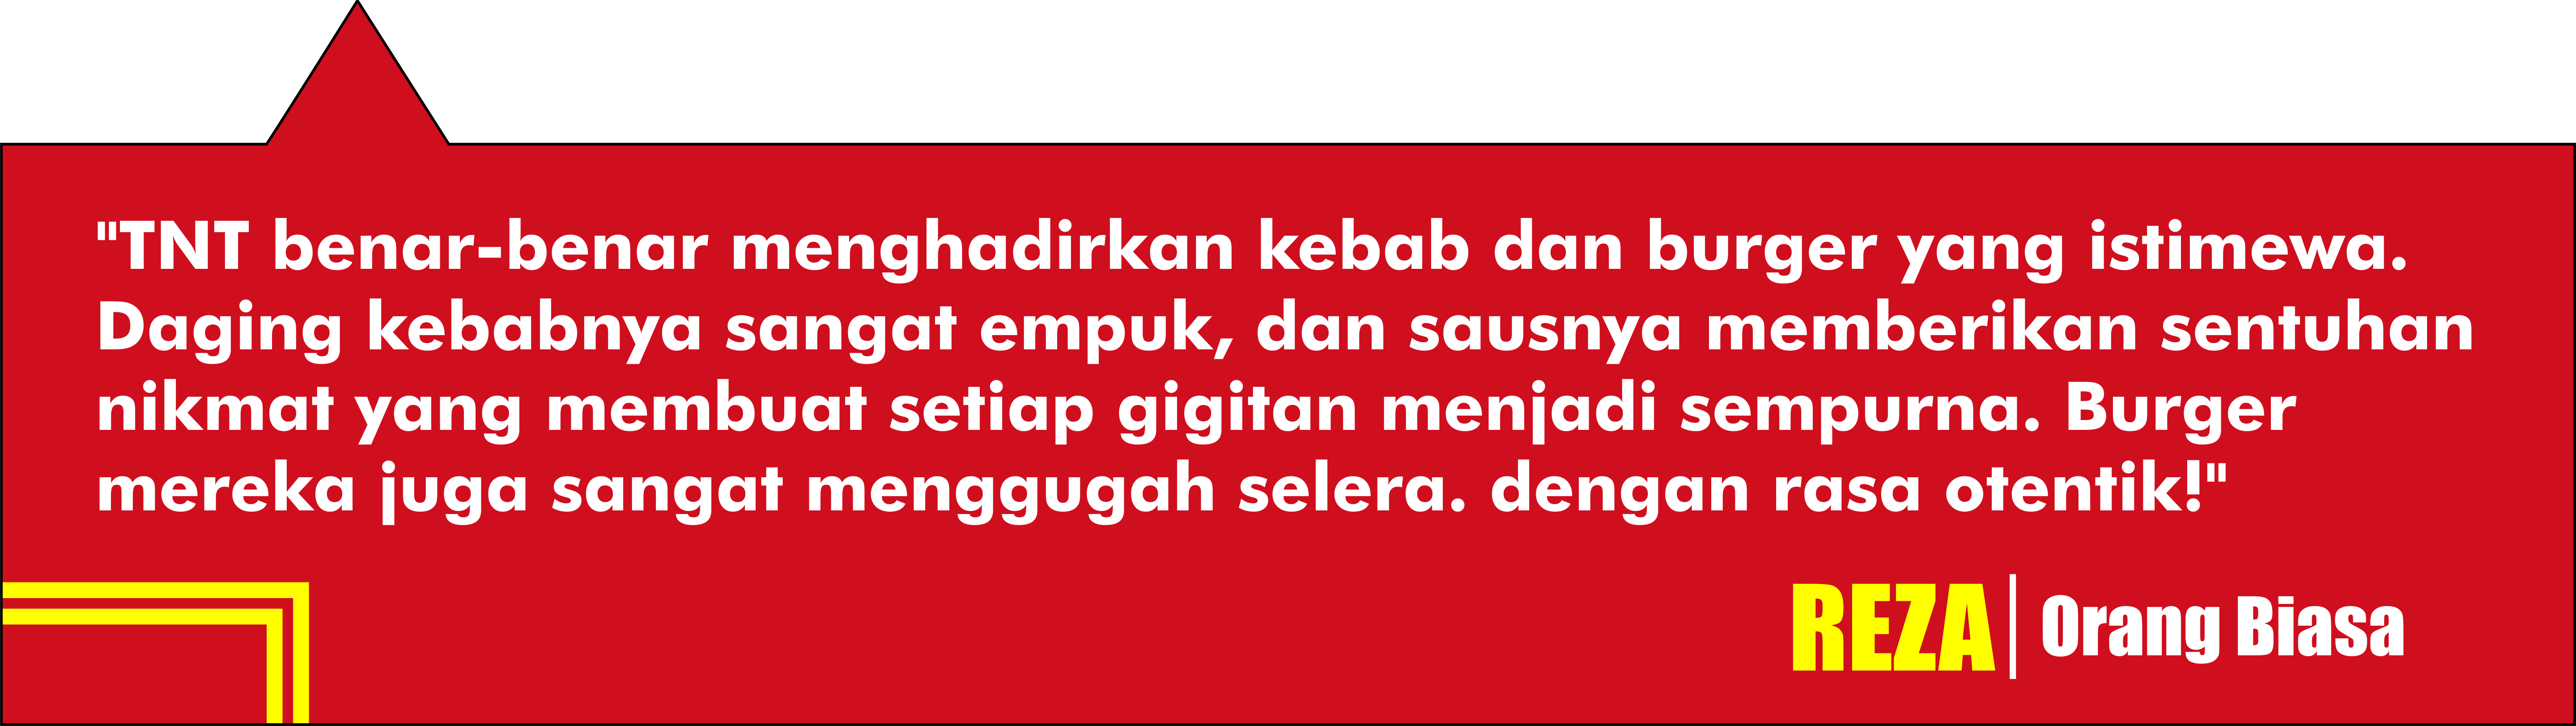 "TNT benar-benar menghadirkan kebab dan burger yang istimewa.
Daging kebabnya sangat empuk, dan sausnya memberikan sentuhan
nikmat yang membuat setiap gigitan menjadi sempurna. Burger
mereka juga sangat menggugah selera. dengan rasa otentik!"
REZA | Orang Biasa